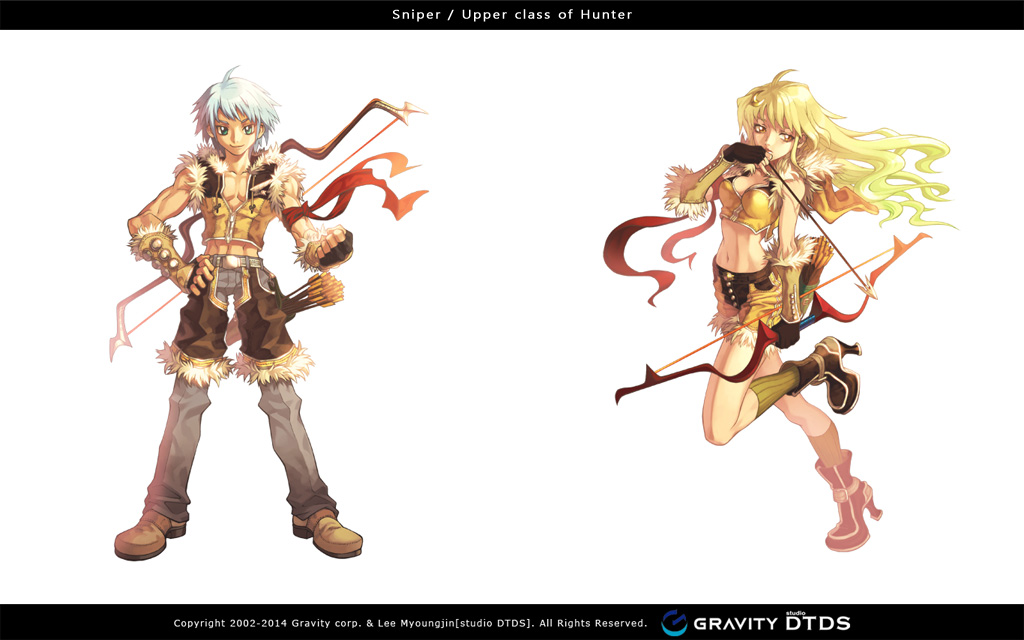 Sniper / Upper class of Hunter
Copyright 2002-2014 Gravity corp. & Lee Myoungjin[studio DTDS]. All Rights Reserved.
GRAVITY studio DTDS